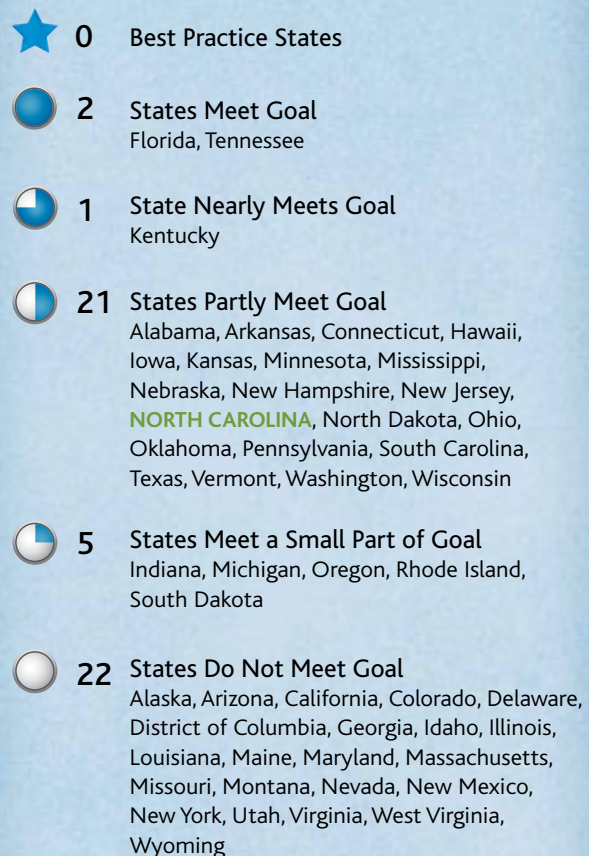 0 Best Practice States
2 States Meet Goal
Florida, Tennessee
1 State Nearly Meets Goal
Kentucky
21 States Partly Meet Goal
Alabama, Arkansas, Connecticut, Hawaii,
Iowa, Kansas, Minnesota, Mississippi,
Nebraska, New Hampshire, New Jersey,
NORTH CAROLINA, North Dakota, Ohio,
Oklahoma, Pennsylvania, South Carolina,
Texas, Vermont, Washington, Wisconsin
5 States Meet a Small Part of Goal
Indiana, Michigan, Oregon, Rhode Island,
South Dakota
22 States Do Not Meet Goal
Alaska, Arizona, California, Colorado, Delaware,
District of Columbia, Georgia, Idaho, Illinois,
Louisiana, Maine, Maryland, Massachusetts,
Missouri, Montana, Nevada, New Mexico,
New York, Utah, Virginia, West Virginia,
Wyoming